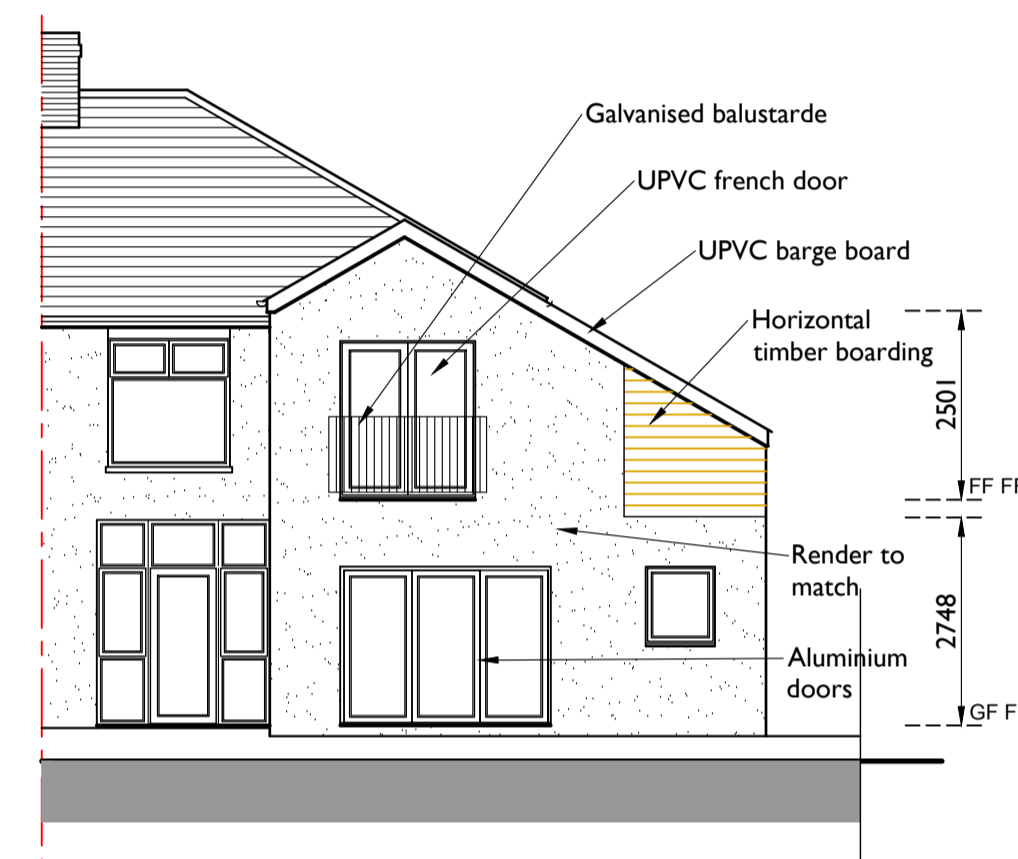 Galvanised balustarde
UPVC french door
UPVC barge board
Horizontal
timber boarding
2501
FF FF
Render to
match
2748
Aluminium
doors
GF F